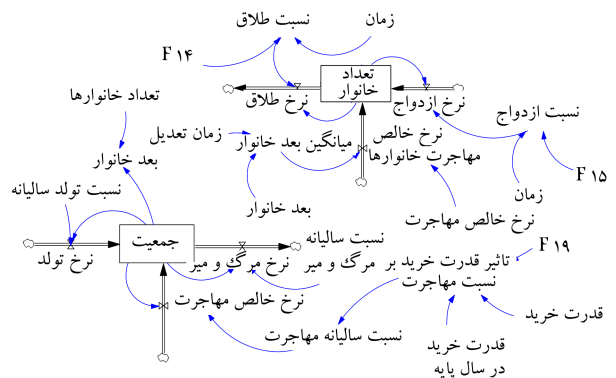 نسبت طلاق
زمان
F ۱۴
تعداد
خانوار
نرخ طلاق
نرخ ازدواج
نسبت ازدواج
تعداد خانوارها
زمان تعدیل
میانگین بعد خانوار
نرخ خالص
مهاجرت خانوارها
بعد خانوار
F ۱۵
زمان
نسبت تولد سالیانه
بعد خانوار
نرخ خالص مهاجرت
جمعیت
نرخ تولد
نرخ مرگ و میر
نسبت سالیانه
مرگ و میر
F ۱۹
تاثیر قدرت خرید بر
نسبت مهاجرت
نرخ خالص مهاجرت
قدرت خرید
نسبت سالیانه مهاجرت
قدرت خرید
در سال پایه